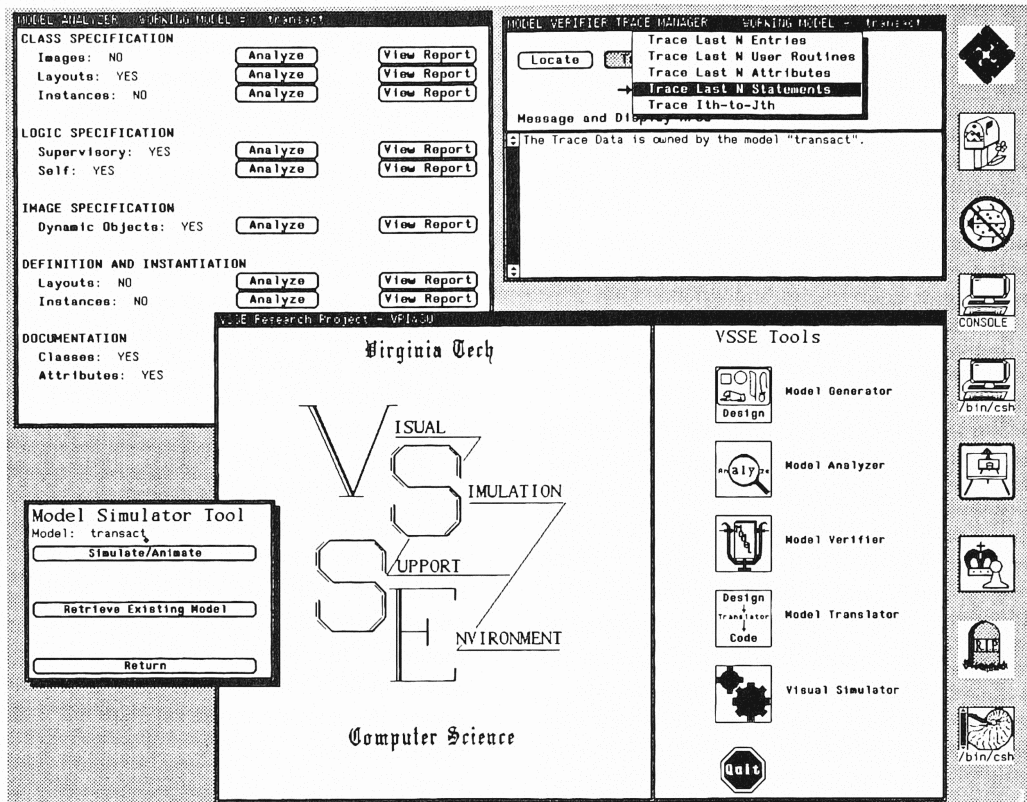 MODEL ANALYZER WORKING MODEL = transact
CLASS SPECIFICATION
Images: NO Analyze View Report
Layouts: YES Analyze View Report
Instances: NO Analyze View Report
LOGIC SPECIFICATION
Supervisory: YES Analyze View Report
Self: YES Analyze View Report
IMAGE SPECIFICATION
Dynamic Objects: YES Analyze View Report
DEFINITION AND INSTANTIATION
Layouts: NO Analyze View Report
Instances: NO Analyze View Report
DOCUMENTATION
Classes: YES
Attributes: YES
MODEL VERIFIER TRACE MANAGER WORKING MODEL - transact
Locate
Trace Last N Entries
Trace Last N User Routines
Trace Last N Attributes
Trace Last N Statements
Trace Ith-to-Jth
Message and Display Area
The Trace Data is owned by the model "transact".
VSSE Research Project - VPI&SU
Virginia Tech
VISUAL
SIMULATION
SUPPORT
ENVIRONMENT
Computer Science
VSSE Tools
Design
Model Generator
Analyze
Model Analyzer
MODEL
Model Verifier
Design
Translator
Code
Model Translator
Visual Simulator
Quit
Model Simulator Tool
Model: transact
Simulate/Animate
Retrieve Existing Model
Return
CONSOLE
/bin/csh
RIP
/bin/csh